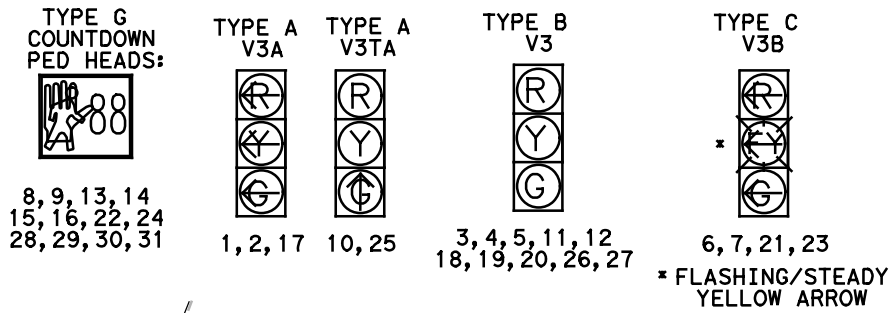 TYPE G
COUNTDOWN
PED HEADS:
88
8, 9, 13, 14
15, 16, 22, 24
28, 29, 30, 31
TYPE A
V3A
R
Y
G
1, 2, 17
TYPE A
V3TA
R
Y
G
10, 25
TYPE B
V3
R
Y
G
3, 4, 5, 11, 12
18, 19, 20, 26, 27
TYPE C
V3B
R
* FY
G
6, 7, 21, 23
* FLASHING/STEADY
YELLOW ARROW